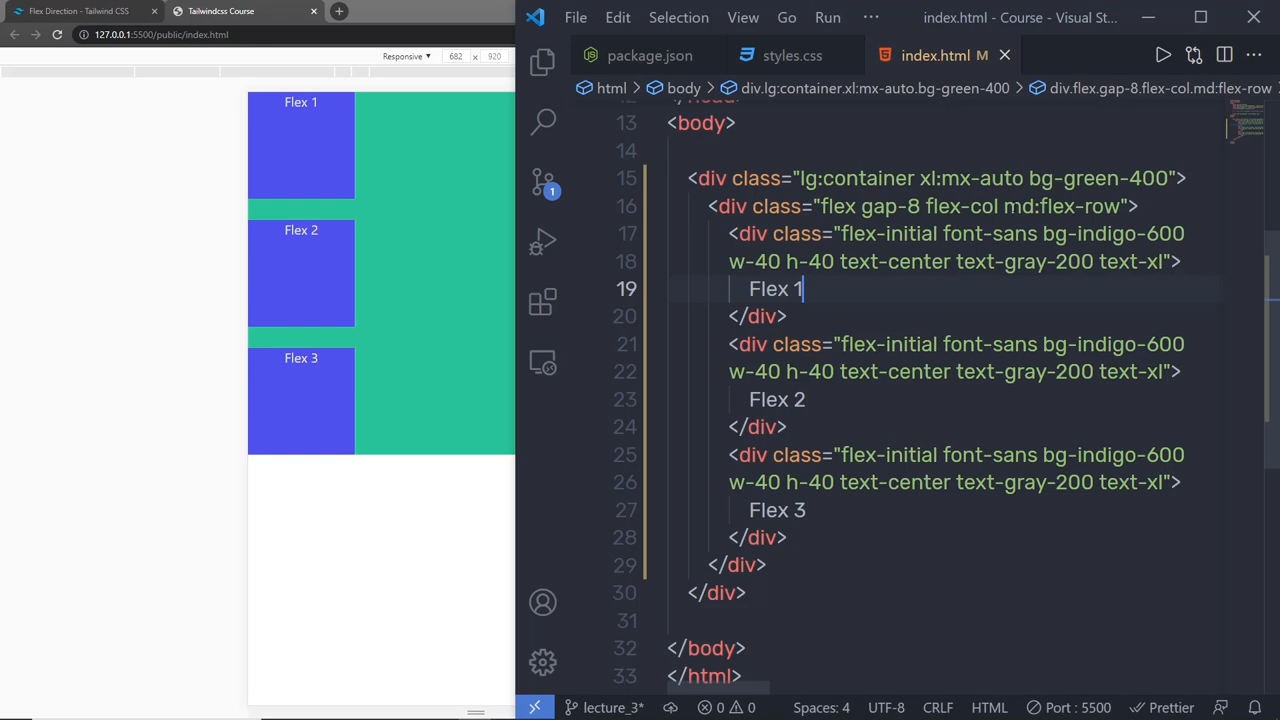 Flex Direction - Tailwind CSS
Tailwindcss Course
127.0.0.1:5500/public/index.html
Responsive
682
920
Flex 1
Flex 2
Flex 3
File Edit Selection View Go Run ··· index.html - Course - Visual St...
package.json
styles.css
index.html M
html > body > div.lg:container.xl:mx-auto.bg-green-400 > div.flex.gap-8.flex-col.md:flex-row
12 </head>
13 <body>
14
15 <div class="lg:container xl:mx-auto bg-green-400">
16 <div class="flex gap-8 flex-col md:flex-row">
17 <div class="flex-initial font-sans bg-indigo-600
18 w-40 h-40 text-center text-gray-200 text-xl">
19 Flex 1
20 </div>
21 <div class="flex-initial font-sans bg-indigo-600
22 w-40 h-40 text-center text-gray-200 text-xl">
23 Flex 2
24 </div>
25 <div class="flex-initial font-sans bg-indigo-600
26 w-40 h-40 text-center text-gray-200 text-xl">
27 Flex 3
28 </div>
29 </div>
30 </div>
31
32 </body>
33 </html>
1
lecture_3* 0 0 Spaces: 4 UTF-8 CRLF HTML Port : 5500 Prettier